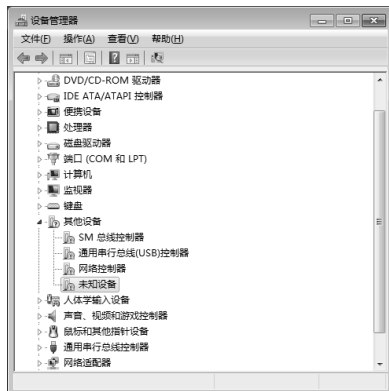 设备管理器
文件(F) 操作(A) 查看(V) 帮助(H)
DVD/CD-ROM 驱动器
IDE ATA/ATAPI 控制器
便携设备
处理器
磁盘驱动器
端口 (COM 和 LPT)
计算机
监视器
键盘
其他设备
SM 总线控制器
通用串行总线(USB)控制器
网络控制器
未知设备
人体学输入设备
声音、视频和游戏控制器
鼠标和其他指针设备
通用串行总线控制器
网络适配器